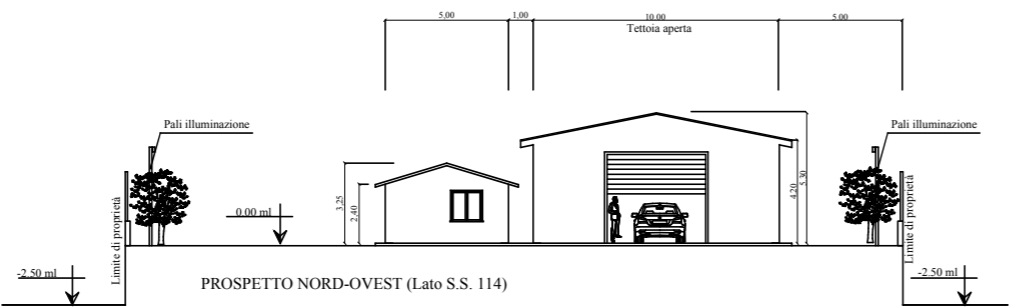 5,00
1,00
10.00
5.00
Tettoia aperta
Pali illuminazione
Pali illuminazione
Limite di proprietà
3,25
2,40
4,20
5,30
Limite di proprietà
0.00 ml
-2.50 ml
-2.50 ml
PROSPETTO NORD-OVEST (Lato S.S. 114)